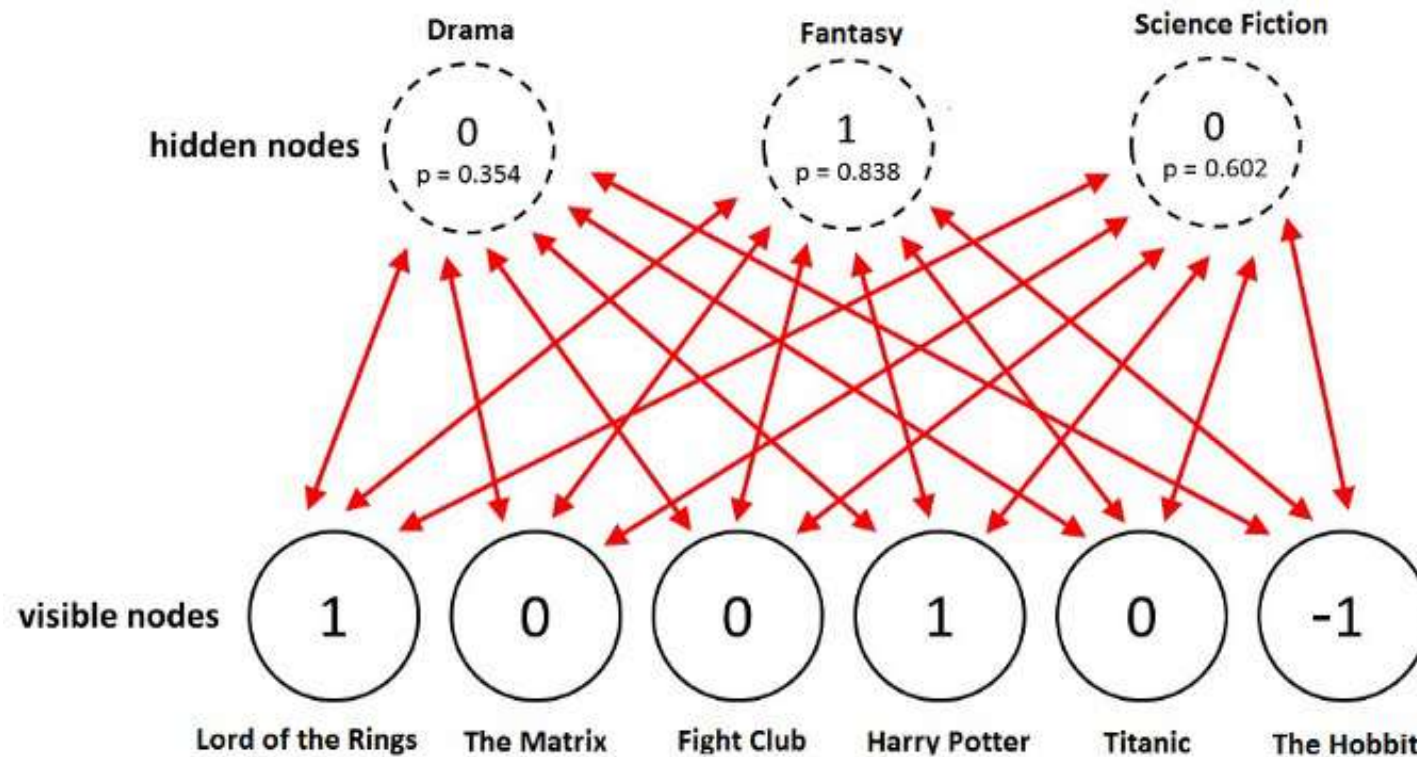 Drama Fantasy Science Fiction
hidden nodes
0 1 0
p = 0.354 p = 0.838 p = 0.602
visible nodes
1 0 0 1 0 -1
Lord of the Rings The Matrix Fight Club Harry Potter Titanic The Hobbit